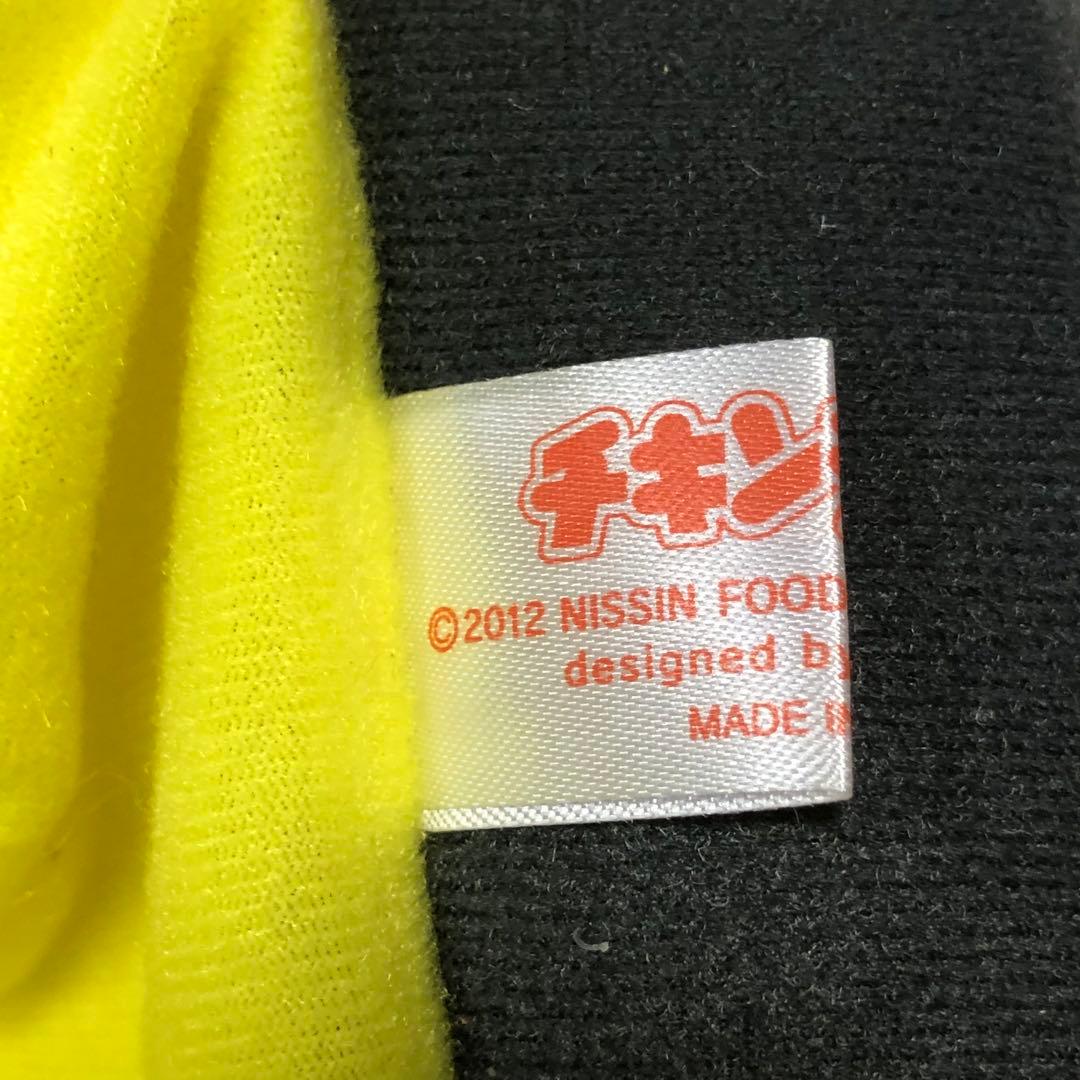 チキン
©2012 NISSIN FOOD
designed by
MADE IN